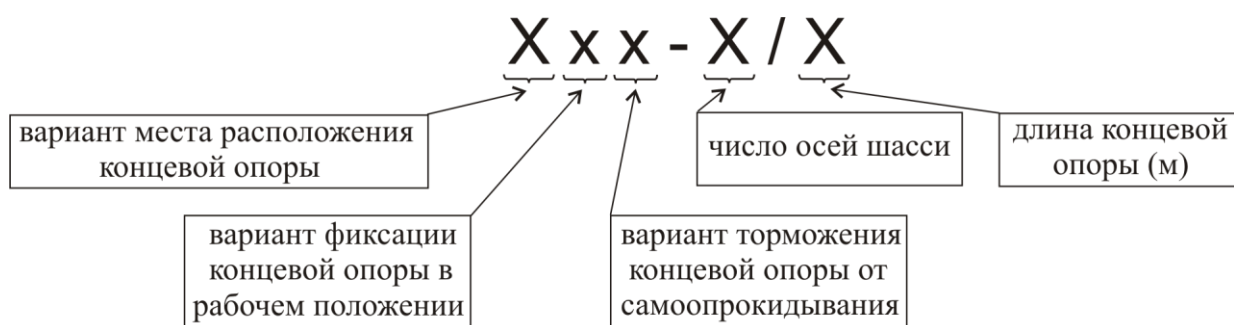 X x x - X / X
вариант места расположения
концевой опоры
число осей шасси
длина концевой
опоры (м)
вариант фиксации
концевой опоры в
рабочем положении
вариант торможения
концевой опоры от
самоопрокидывания